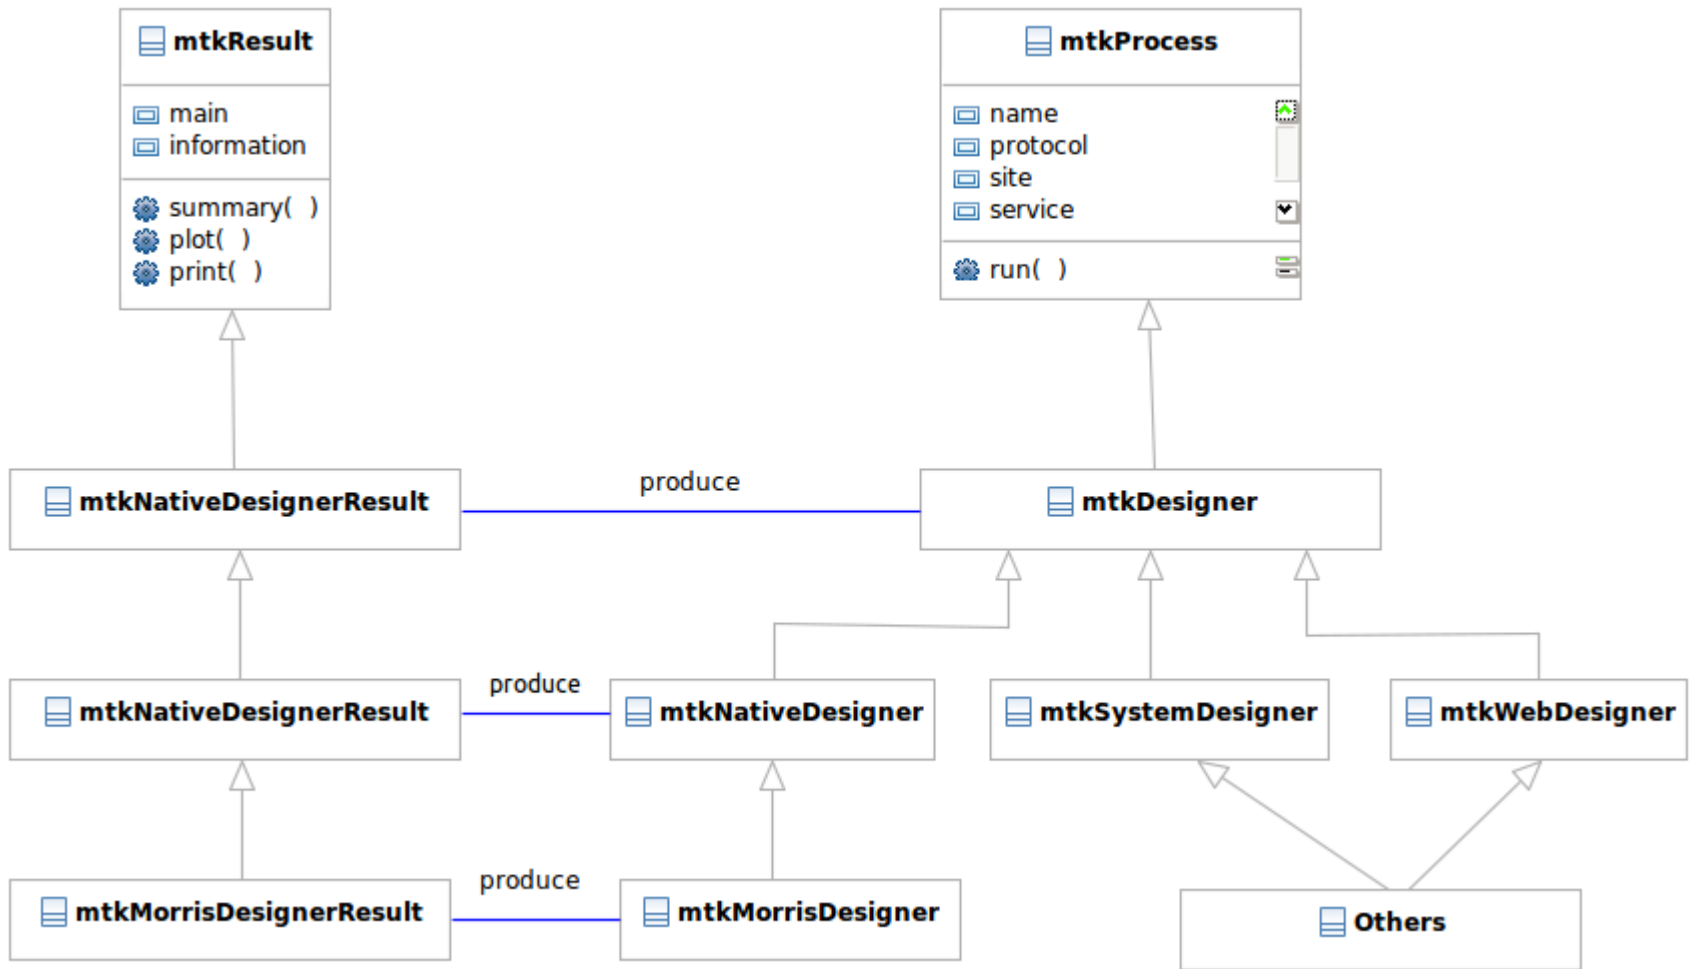 mtkResult
main
information
summary( )
plot( )
print( )
mtkProcess
name
protocol
site
service
run( )
mtkNativeDesignerResult
produce
mtkDesigner
mtkNativeDesignerResult
produce
mtkNativeDesigner
mtkSystemDesigner
mtkWebDesigner
mtkMorrisDesignerResult
produce
mtkMorrisDesigner
Others